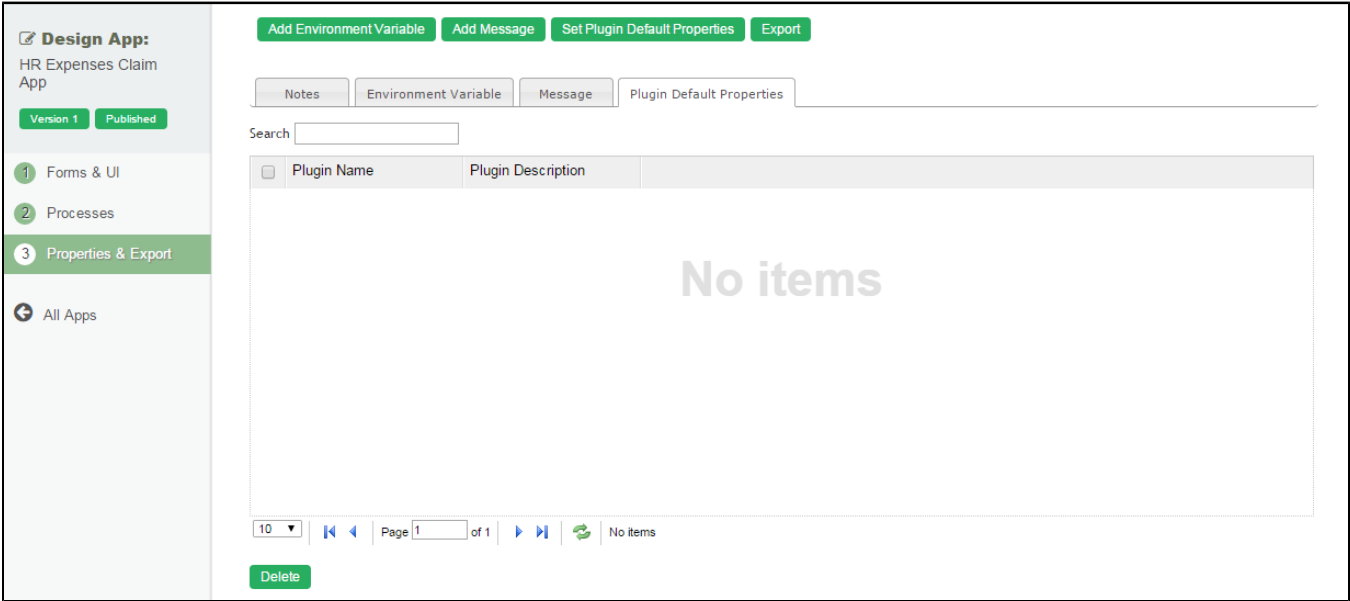 Design App:
HR Expenses Claim
App
Version 1 Published
1 Forms & UI
2 Processes
3 Properties & Export
All Apps
Add Environment Variable Add Message Set Plugin Default Properties Export
Notes Environment Variable Message Plugin Default Properties
Search
Plugin Name Plugin Description
No items
10 Page 1 of 1 No items
Delete